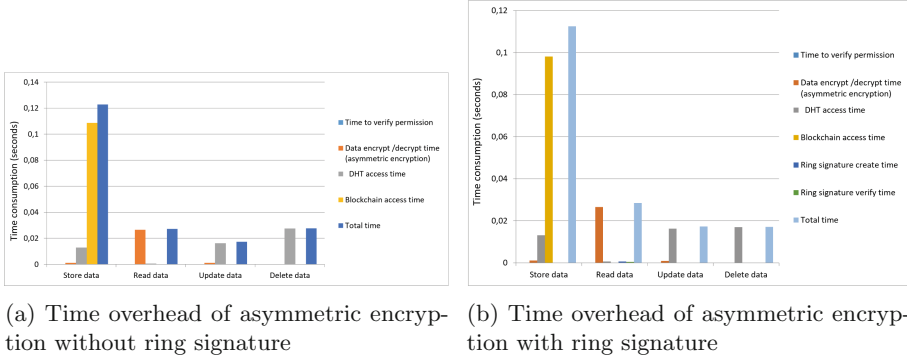 Time consumption (seconds)
0,14
0,12
0,1
0,08
0,06
0,04
0,02
0
Store data
Read data
Update data
Delete data
Time to verify permission
Data encrypt /decrypt time
(asymmetric encryption)
DHT access time
Blockchain access time
Total time
(a) Time overhead of asymmetric encryp-
tion without ring signature
Time consumption (seconds)
0,12
0,1
0,08
0,06
0,04
0,02
0
Store data
Read data
Update data
Delete data
Time to verify permission
Data encrypt /decrypt time
(asymmetric encryption)
DHT access time
Blockchain access time
Ring signature create time
Ring signature verify time
Total time
(b) Time overhead of asymmetric encryp-
tion with ring signature